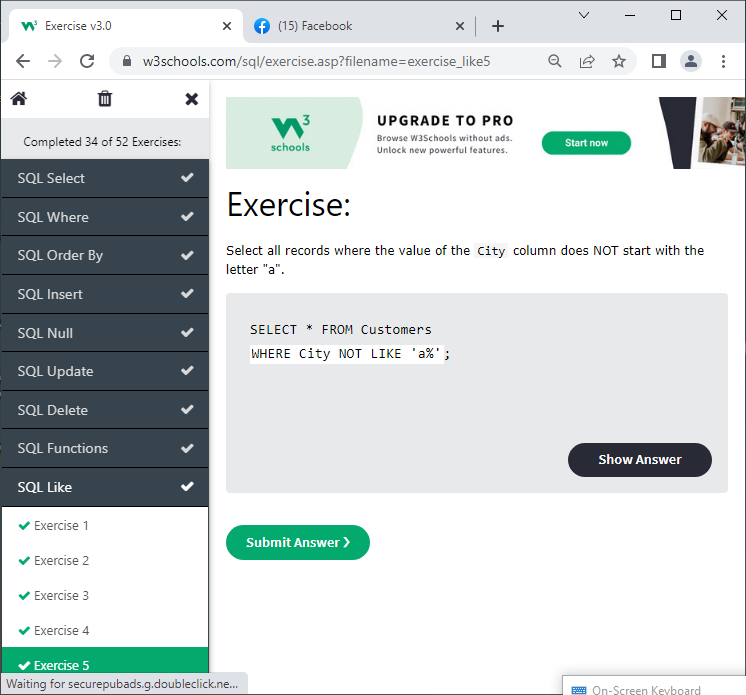 Exercise v3.0
(15) Facebook
w3schools.com/sql/exercise.asp?filename=exercise_like5
Completed 34 of 52 Exercises:
SQL Select
SQL Where
SQL Order By
SQL Insert
SQL Null
SQL Update
SQL Delete
SQL Functions
SQL Like
Exercise 1
Exercise 2
Exercise 3
Exercise 4
Exercise 5
Waiting for securepubads.g.doubleclick.ne...
3
schools
UPGRADE TO PRO
Browse W3Schools without ads.
Unlock new powerful features.
Start now
Exercise:
Select all records where the value of the City column does NOT start with the
letter "a".
SELECT * FROM Customers
WHERE City NOT LIKE 'a%';
Show Answer
Submit Answer ❯
On-Screen Keyboard